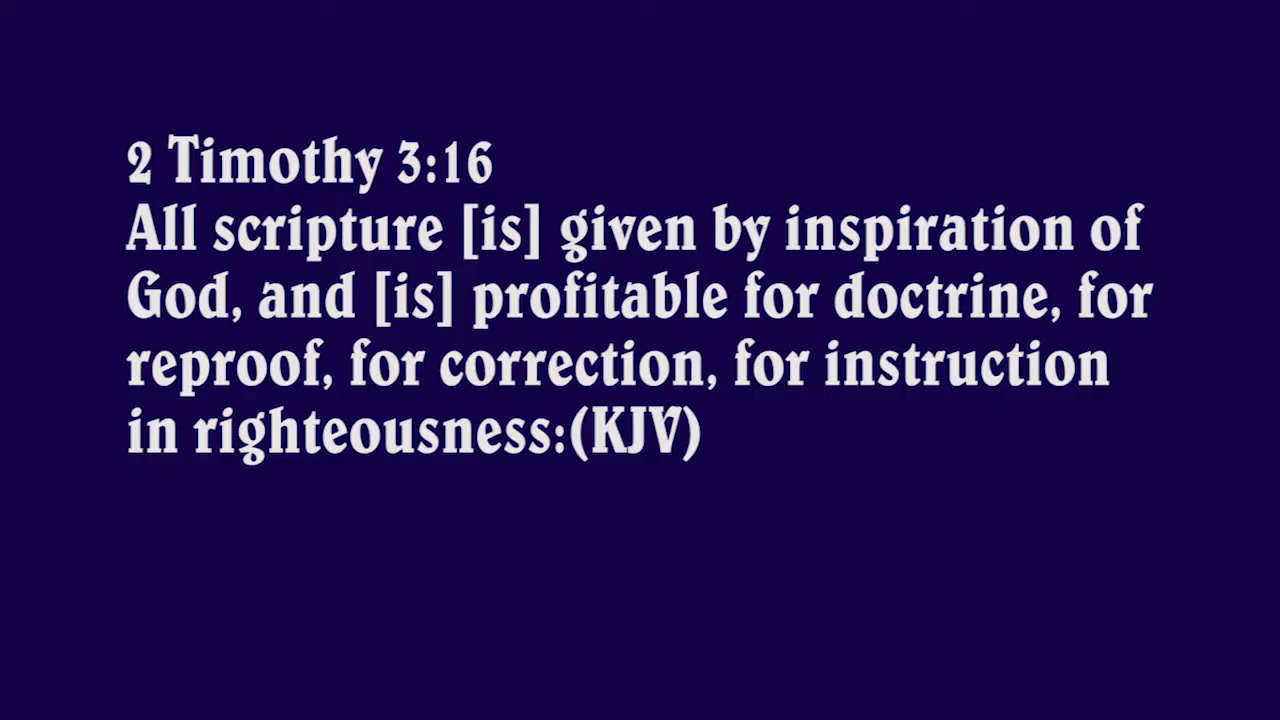 2 Timothy 3:16
All scripture [is] given by inspiration of
God, and [is] profitable for doctrine, for
reproof, for correction, for instruction
in righteousness:(KJV)